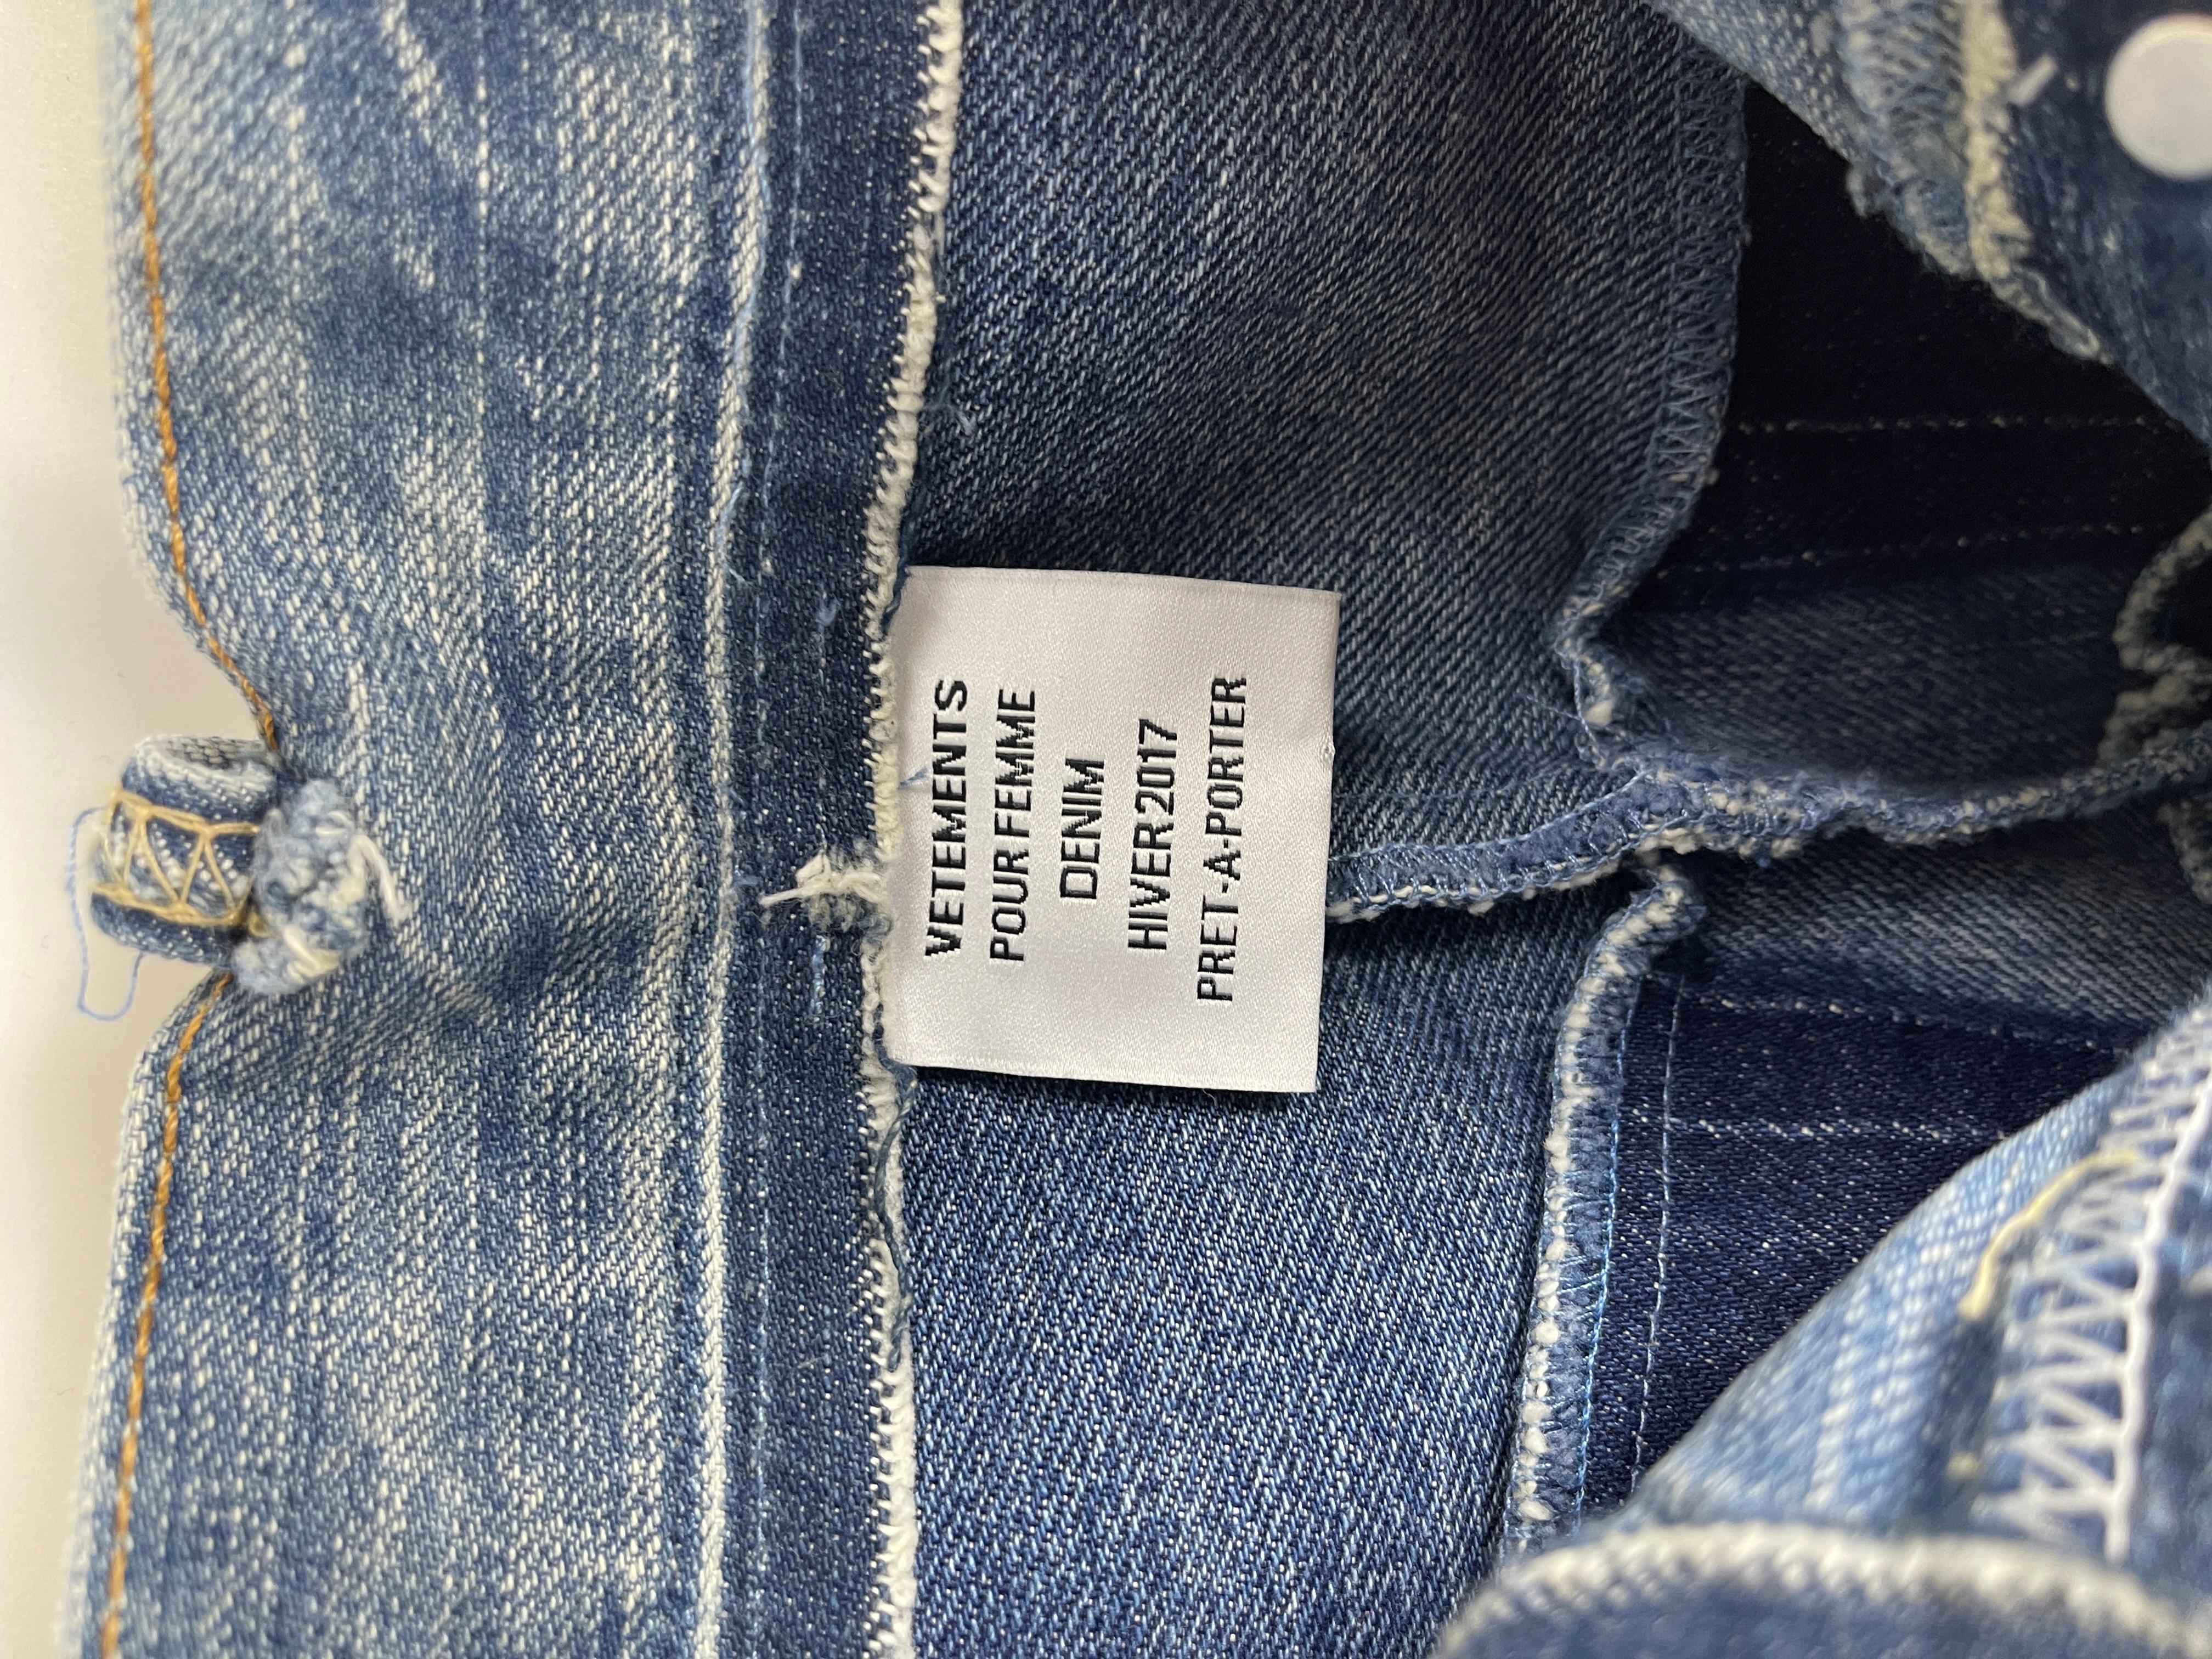 VETEMENTS
POUR FEMME
DENIM
HIVER 2017
PRET-A-PORTER